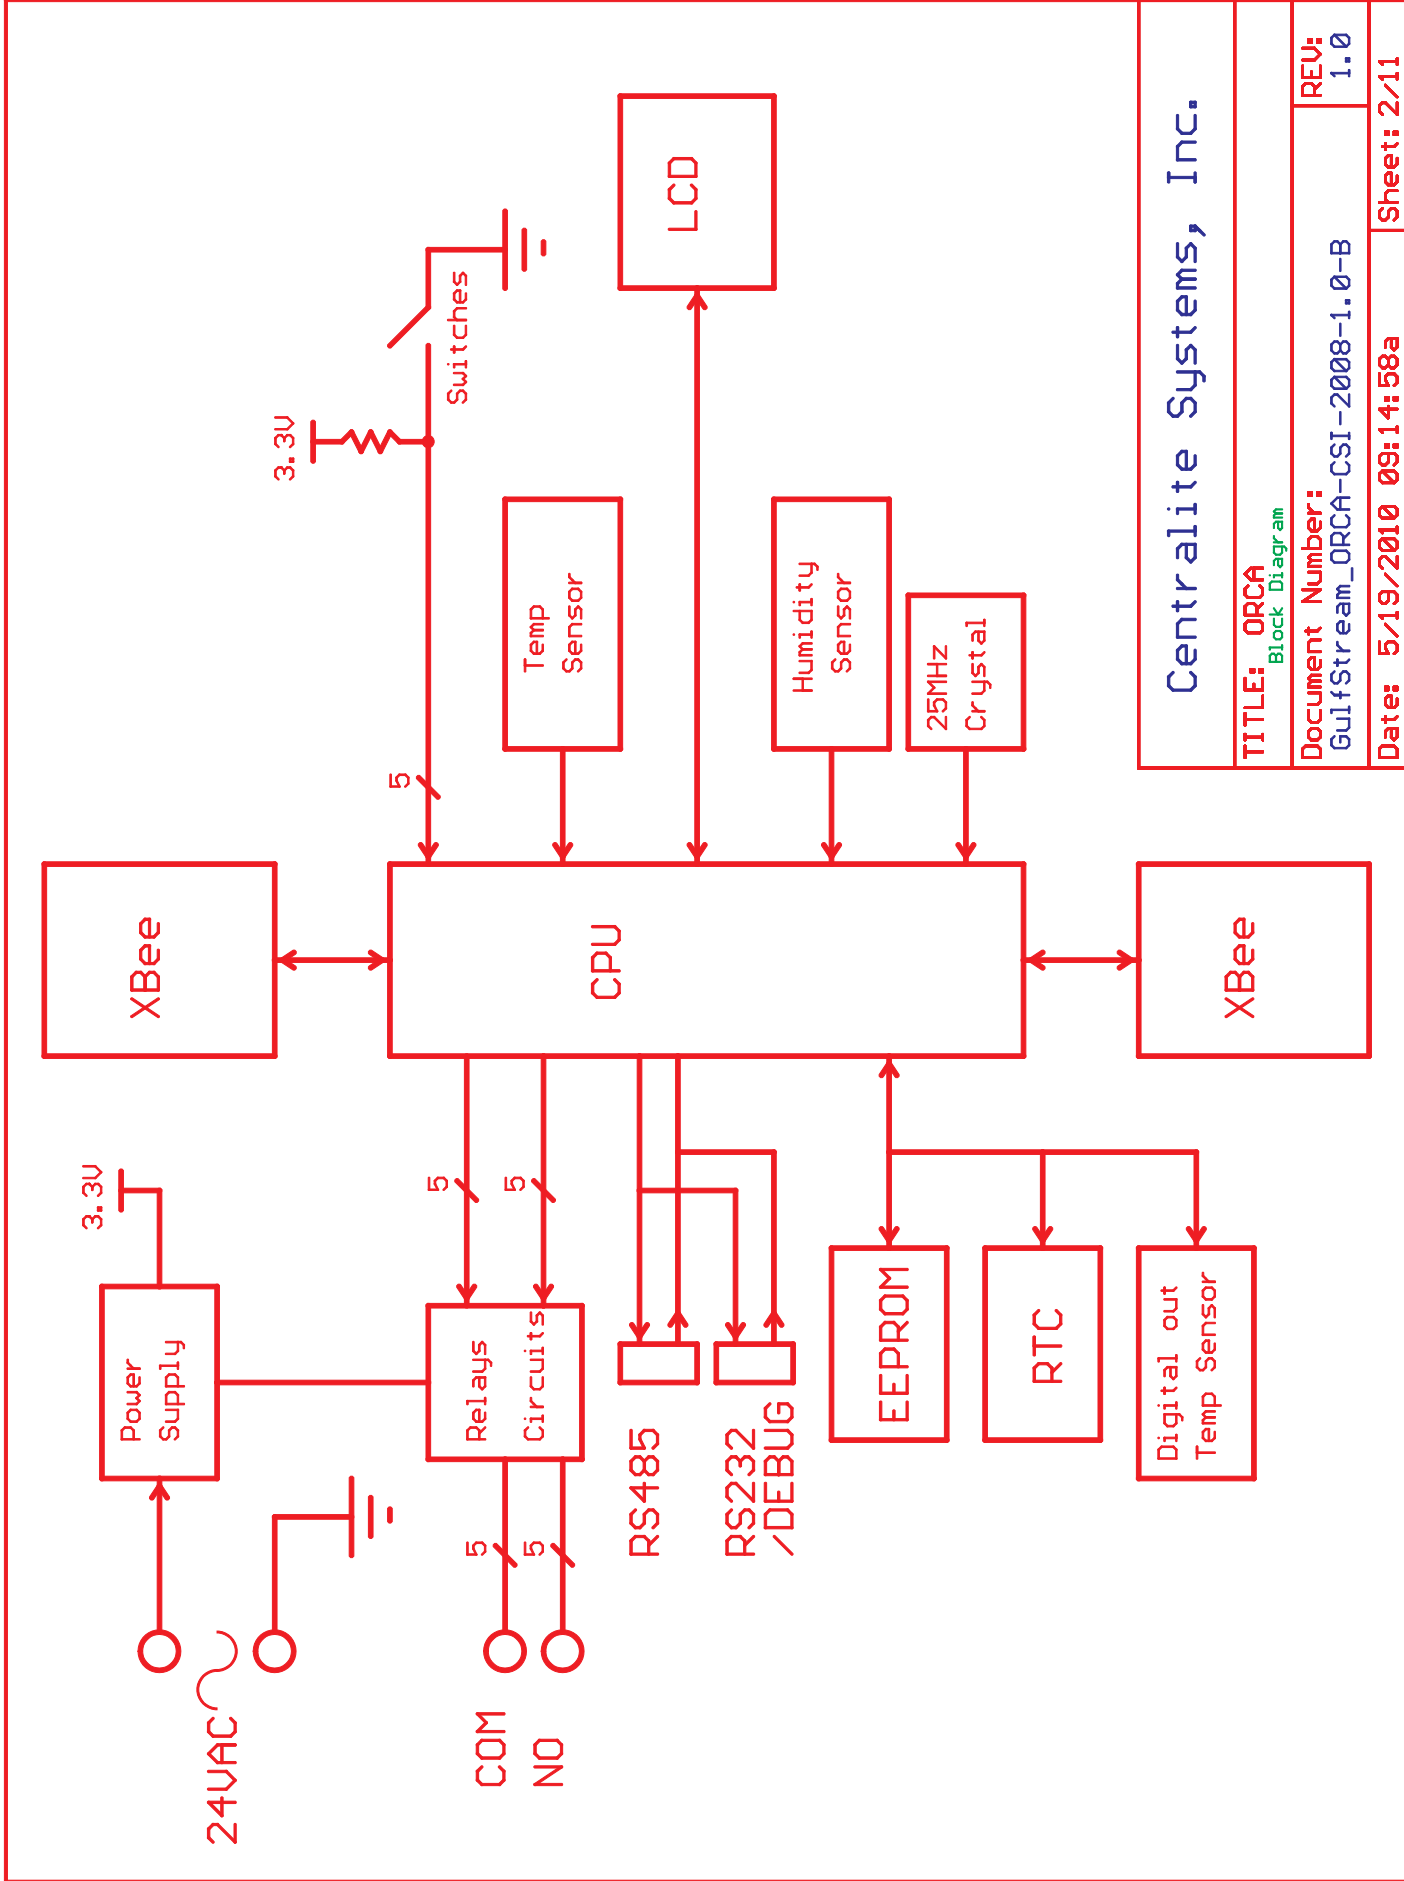 24VAC
Power
Supply
3.3V
XBee
3.3V
Switches
5
COM
NO
5
5
Relays
Circuits
5
5
RS485
RS232
/DEBUG
CPU
Temp
Sensor
LCD
Humidity
Sensor
25MHz
Crystal
EEPROM
RTC
Digital out
Temp Sensor
XBee
Centralite Systems, Inc.
TITLE: ORCA
Block Diagram
Document Number:
REV:
GulfStream_ORCA-CSI-2008-1.0-B
1.0
Date: 5/19/2010 09:14:58a
Sheet: 2/11